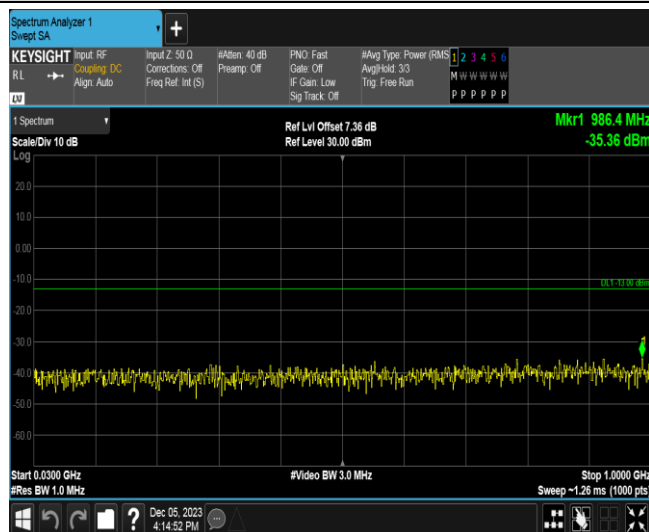 Spectrum Analyzer 1
Swept SA
+
KEYSIGHT
RL
LXI
Input: RF
Coupling: DC
Align: Auto
Input Z: 50 Ω
Corrections: Off
Freq Ref: Int (S)
#Atten: 40 dB
Preamp: Off
PNO: Fast
Gate: Off
IF Gain: Low
Sig Track: Off
#Avg Type: Power (RMS
Avg|Hold: 3/3
Trig: Free Run
1 2 3 4 5 6
M W W W W W
P P P P P P
1 Spectrum
Scale/Div 10 dB
Log
Ref Lvl Offset 7.36 dB
Ref Level 30.00 dBm
Mkr1 986.4 MHz
-35.36 dBm
20.0
10.0
0.00
-10.0
DL1 -13.00 dBm
-20.0
-30.0
1
-40.0
-50.0
-60.0
Start 0.0300 GHz
#Res BW 1.0 MHz
#Video BW 3.0 MHz
Stop 1.0000 GHz
Sweep ~1.26 ms (1000 pts)
?
Dec 05, 2023
4:14:52 PM